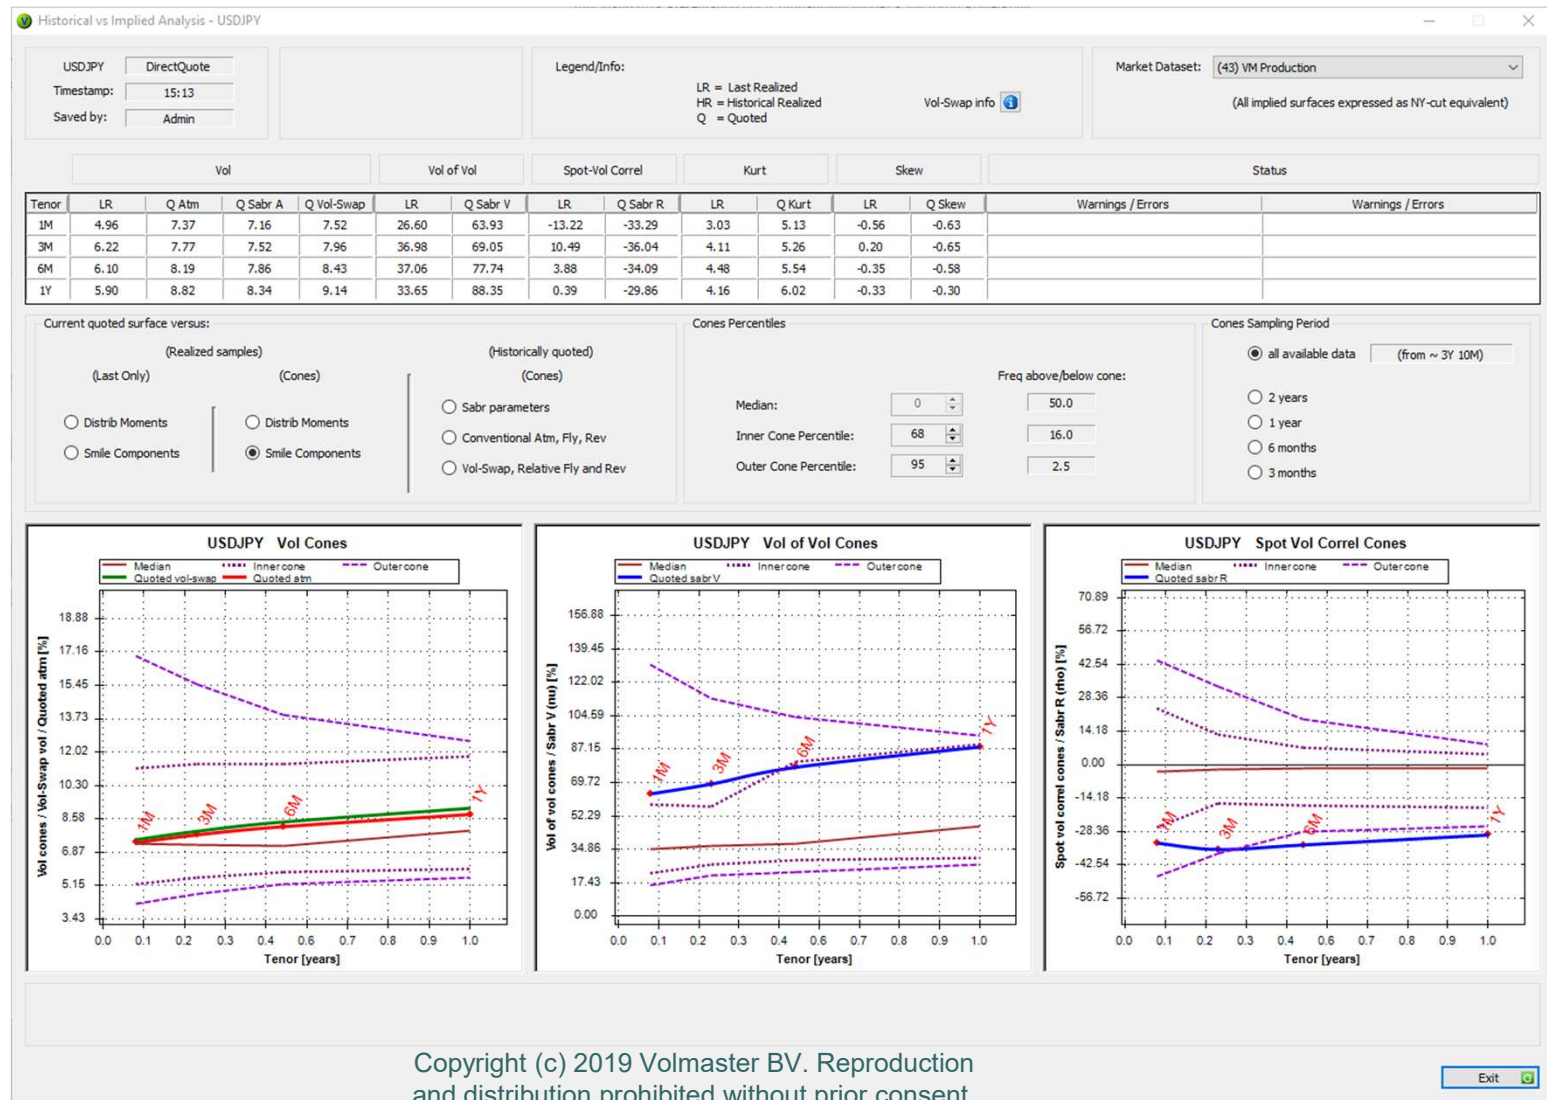 Historical vs Implied Analysis - USDJPY
USDJPY DirectQuote
Timestamp: 15:13
Saved by: Admin
Legend/Info:
LR = Last Realized
HR = Historical Realized
Q = Quoted
Vol-Swap info
Market Dataset: (43) VM Production
(All implied surfaces expressed as NY-cut equivalent)
Vol Vol of Vol Spot-Vol Correl Kurt Skew Status
Tenor LR Q Atm Q Sabr A Q Vol-Swap LR Q Sabr V LR Q Sabr R LR Q Kurt LR Q Skew Warnings / Errors Warnings / Errors
1M 4.96 7.37 7.16 7.52 26.60 63.93 -13.22 -33.29 3.03 5.13 -0.56 -0.63
3M 6.22 7.77 7.52 7.96 36.98 69.05 10.49 -36.04 4.11 5.26 0.20 -0.65
6M 6.10 8.19 7.86 8.43 37.06 77.74 3.88 -34.09 4.48 5.54 -0.35 -0.58
1Y 5.90 8.82 8.34 9.14 33.65 88.35 0.39 -29.86 4.16 6.02 -0.33 -0.30
Current quoted surface versus:
(Realized samples) (Historically quoted)
(Last Only) (Cones) (Cones)
Distrib Moments
Smile Components
Distrib Moments
Smile Components
Sabr parameters
Conventional Atm, Fly, Rev
Vol-Swap, Relative Fly and Rev
Cones Percentiles
Freq above/below cone:
Median: 0 50.0
Inner Cone Percentile: 68 16.0
Outer Cone Percentile: 95 2.5
Cones Sampling Period
all available data (from ~ 3Y 10M)
2 years
1 year
6 months
3 months
USDJPY Vol Cones
Median Inner cone Outer cone
Quoted vol-swap Quoted atm
Vol cones / Vol-Swap vol / Quoted atm [%]
18.88
17.16
15.45
13.73
12.02
10.30
8.58
6.87
5.15
3.43
1M 3M 6M 1Y
0.0 0.1 0.2 0.3 0.4 0.5 0.6 0.7 0.8 0.9 1.0
Tenor [years]
USDJPY Vol of Vol Cones
Median Inner cone Outer cone
Quoted sabr V
Vol of vol cones / Sabr V (nu) [%]
156.88
139.45
122.02
104.59
87.15
69.72
52.29
34.86
17.43
0.00
1M 3M 6M 1Y
0.0 0.1 0.2 0.3 0.4 0.5 0.6 0.7 0.8 0.9 1.0
Tenor [years]
USDJPY Spot Vol Correl Cones
Median Inner cone Outer cone
Quoted sabr R
Spot vol correl cones / Sabr R (rho) [%]
70.89
56.72
42.54
28.36
14.18
0.00
-14.18
-28.36
-42.54
-56.72
1M 3M 6M 1Y
0.0 0.1 0.2 0.3 0.4 0.5 0.6 0.7 0.8 0.9 1.0
Tenor [years]
Copyright (c) 2019 Volmaster BV. Reproduction
and distribution prohibited without prior consent
Exit